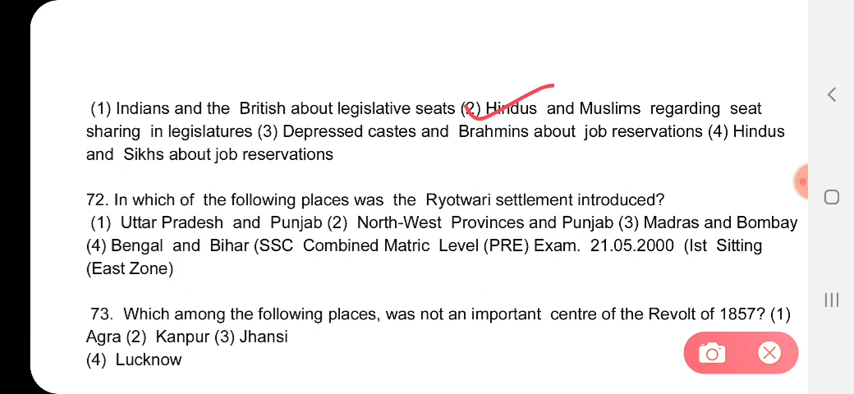 (1) Indians and the British about legislative seats (2) Hindus and Muslims regarding seat
sharing in legislatures (3) Depressed castes and Brahmins about job reservations (4) Hindus
and Sikhs about job reservations
72. In which of the following places was the Ryotwari settlement introduced?
(1) Uttar Pradesh and Punjab (2) North-West Provinces and Punjab (3) Madras and Bombay
(4) Bengal and Bihar (SSC Combined Matric Level (PRE) Exam. 21.05.2000 (Ist Sitting
(East Zone)
73. Which among the following places, was not an important centre of the Revolt of 1857? (1)
Agra (2) Kanpur (3) Jhansi
(4) Lucknow